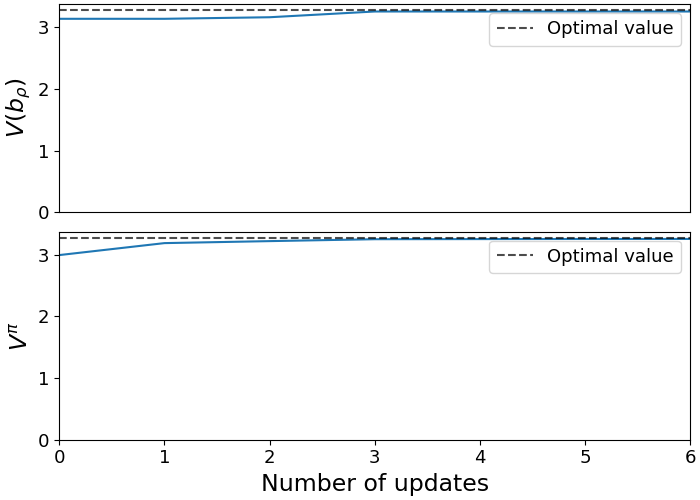 3
2
1
0
V(b_ρ)
Optimal value
3
2
1
0
V^π
Optimal value
0 1 2 3 4 5 6
Number of updates